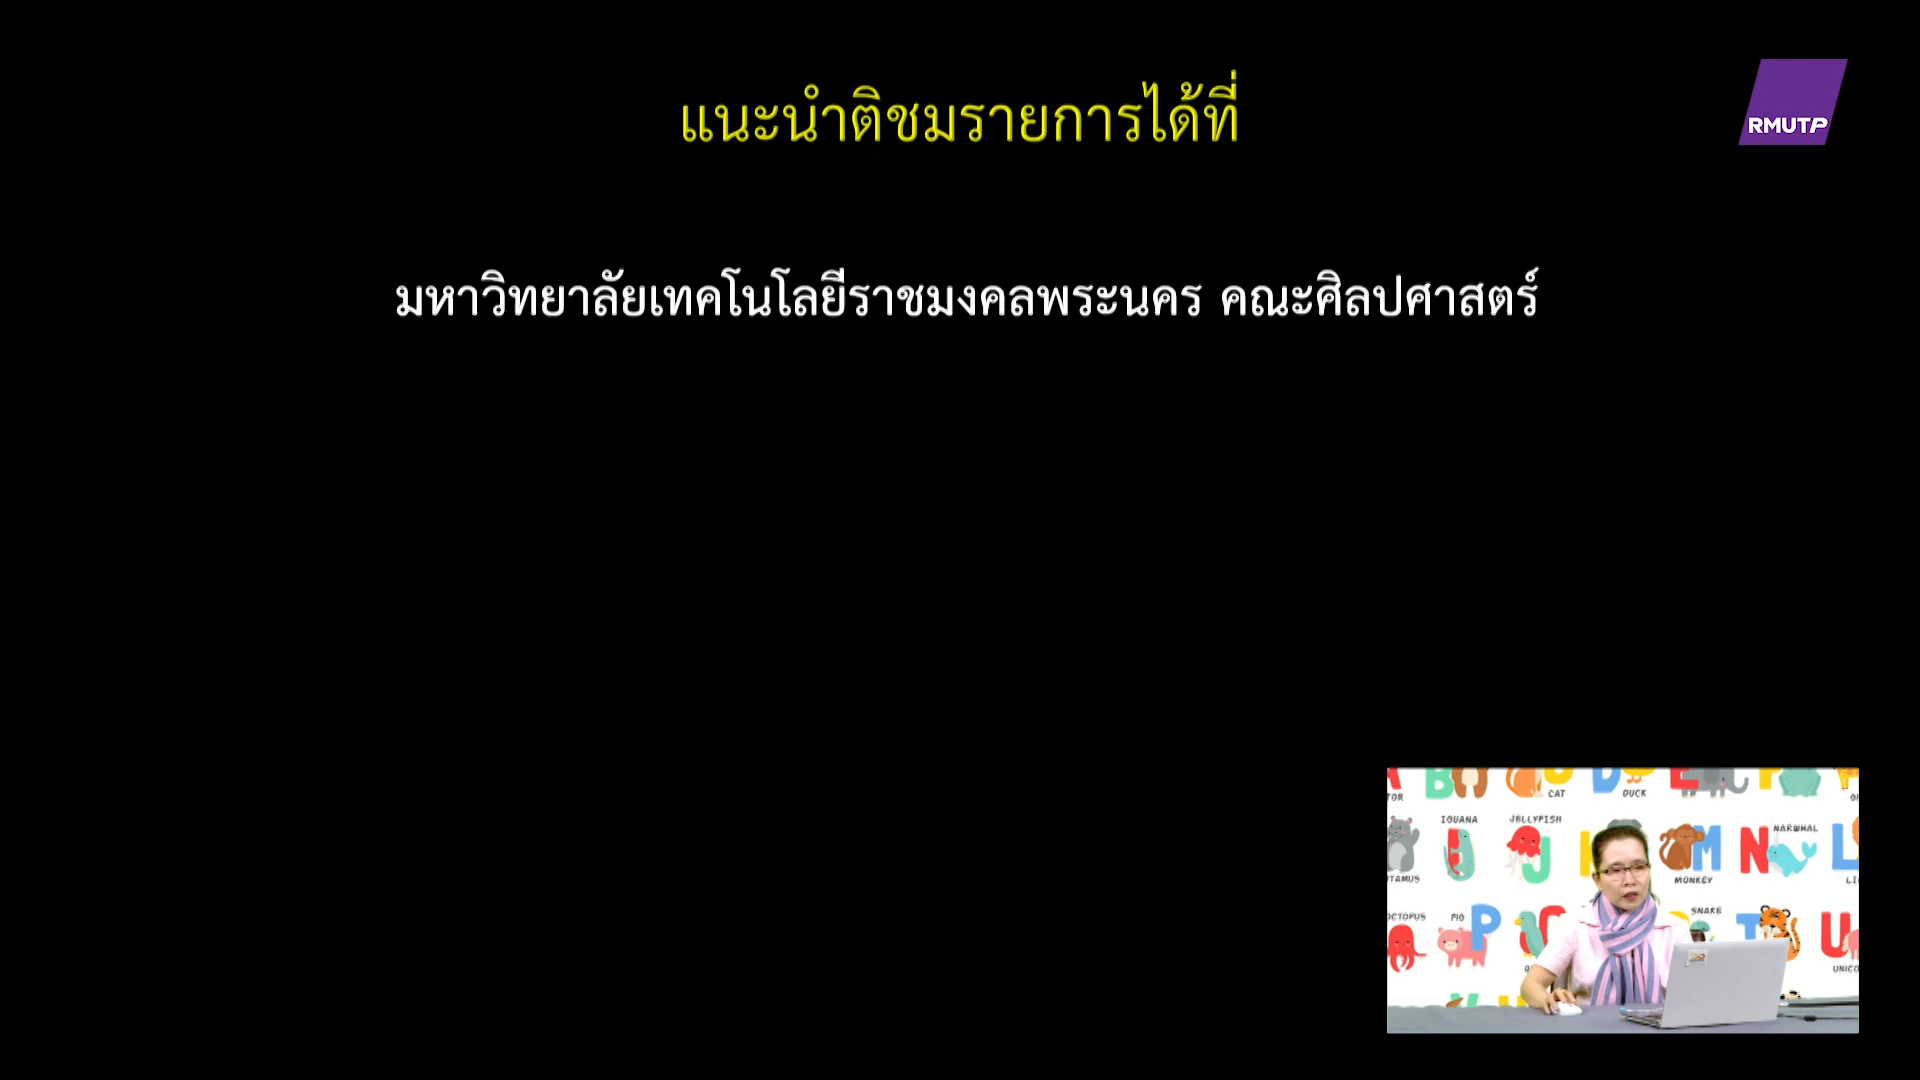 แนะนำติชมรายการได้ที่
RMUTP
มหาวิทยาลัยเทคโนโลยีราชมงคลพระนคร คณะศิลปศาสตร์
CAT
DUCK
IGUANA
JELLYFISH
NARWHAL
MONKEY
OCTOPUS
PIG
SNAKE